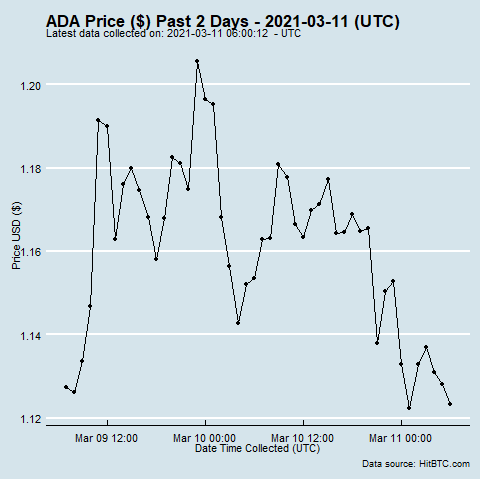 ADA Price ($) Past 2 Days - 2021-03-11 (UTC)
Latest data collected on: 2021-03-11 06:00:12 - UTC
1.20
1.18
1.16
1.14
1.12
Price USD ($)
Mar 09 12:00 Mar 10 00:00 Mar 10 12:00 Mar 11 00:00
Date Time Collected (UTC)
Data source: HitBTC.com